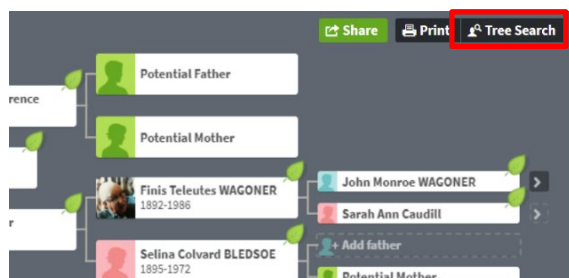 Share
Print
Tree Search
Potential Father
rence
Potential Mother
Finis Teleutes WAGONER
1892-1986
John Monroe WAGONER
Sarah Ann Caudill
r
+ Add father
Selina Colvard BLEDSOE
1895-1972
Potential Mother